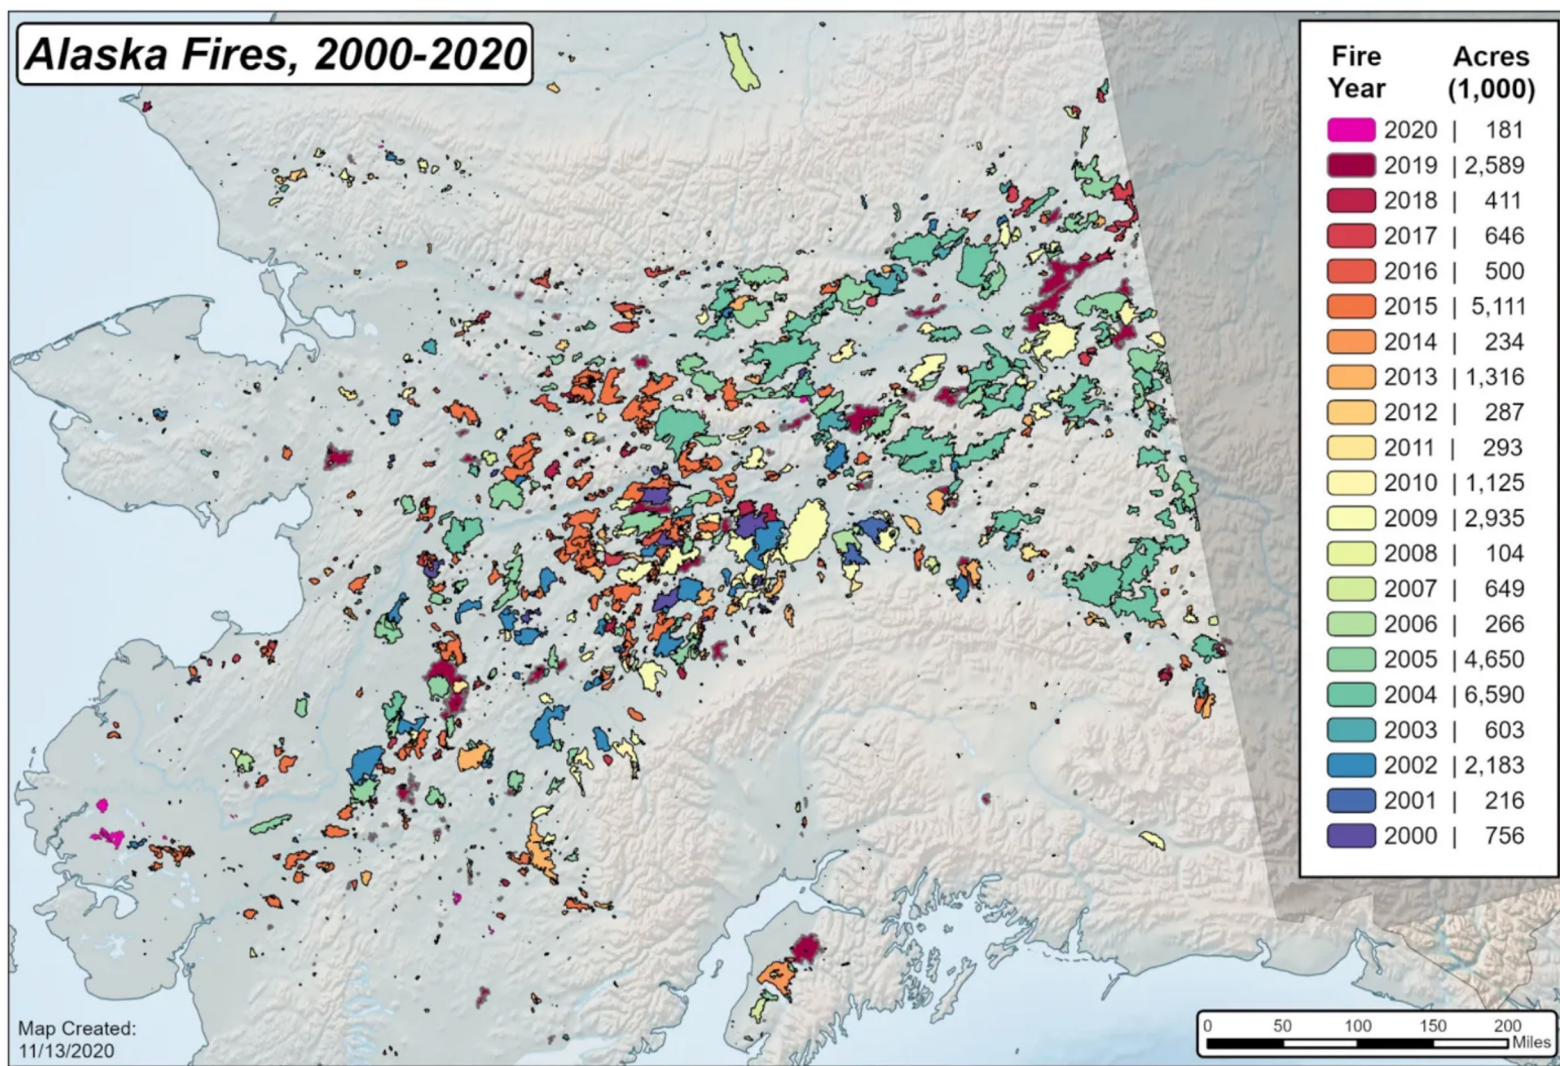 Alaska Fires, 2000-2020
Fire Year Acres (1,000)
2020 | 181
2019 | 2,589
2018 | 411
2017 | 646
2016 | 500
2015 | 5,111
2014 | 234
2013 | 1,316
2012 | 287
2011 | 293
2010 | 1,125
2009 | 2,935
2008 | 104
2007 | 649
2006 | 266
2005 | 4,650
2004 | 6,590
2003 | 603
2002 | 2,183
2001 | 216
2000 | 756
Map Created:
11/13/2020
0 50 100 150 200
Miles